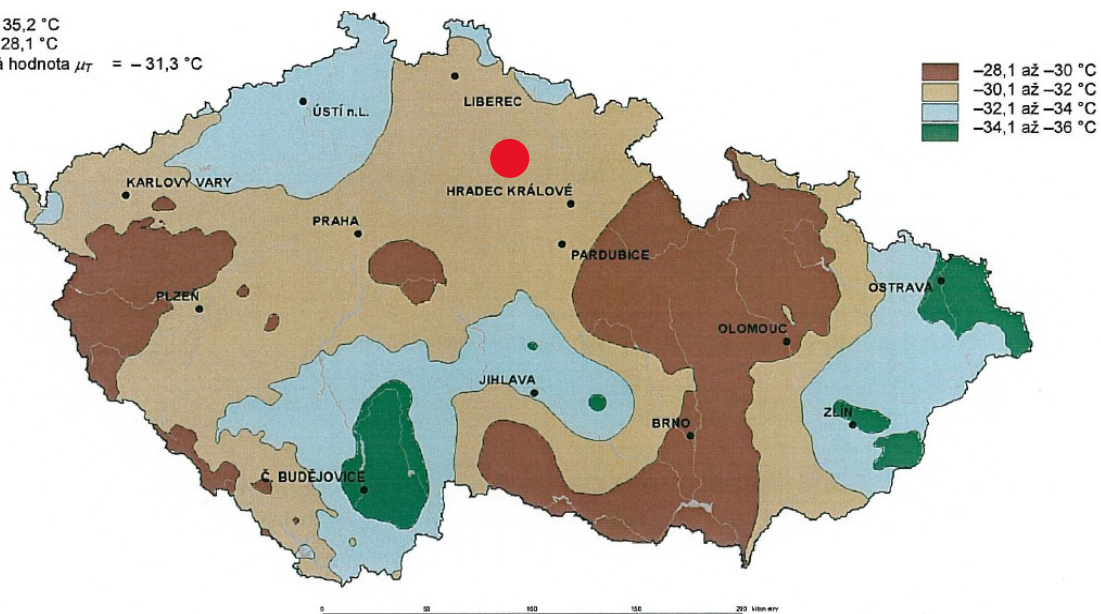 35,2 °C
28,1 °C
á hodnota μT = – 31,3 °C
–28,1 až –30 °C
–30,1 až –32 °C
–32,1 až –34 °C
–34,1 až –36 °C
LIBEREC
ÚSTÍ n.L.
KARLOVY VARY
HRADEC KRÁLOVÉ
PRAHA
PARDUBICE
PLZEŇ
OSTRAVA
OLOMOUC
JIHLAVA
ZLÍN
BRNO
Č. BUDĚJOVICE
0 50 100 150 200 kilometry